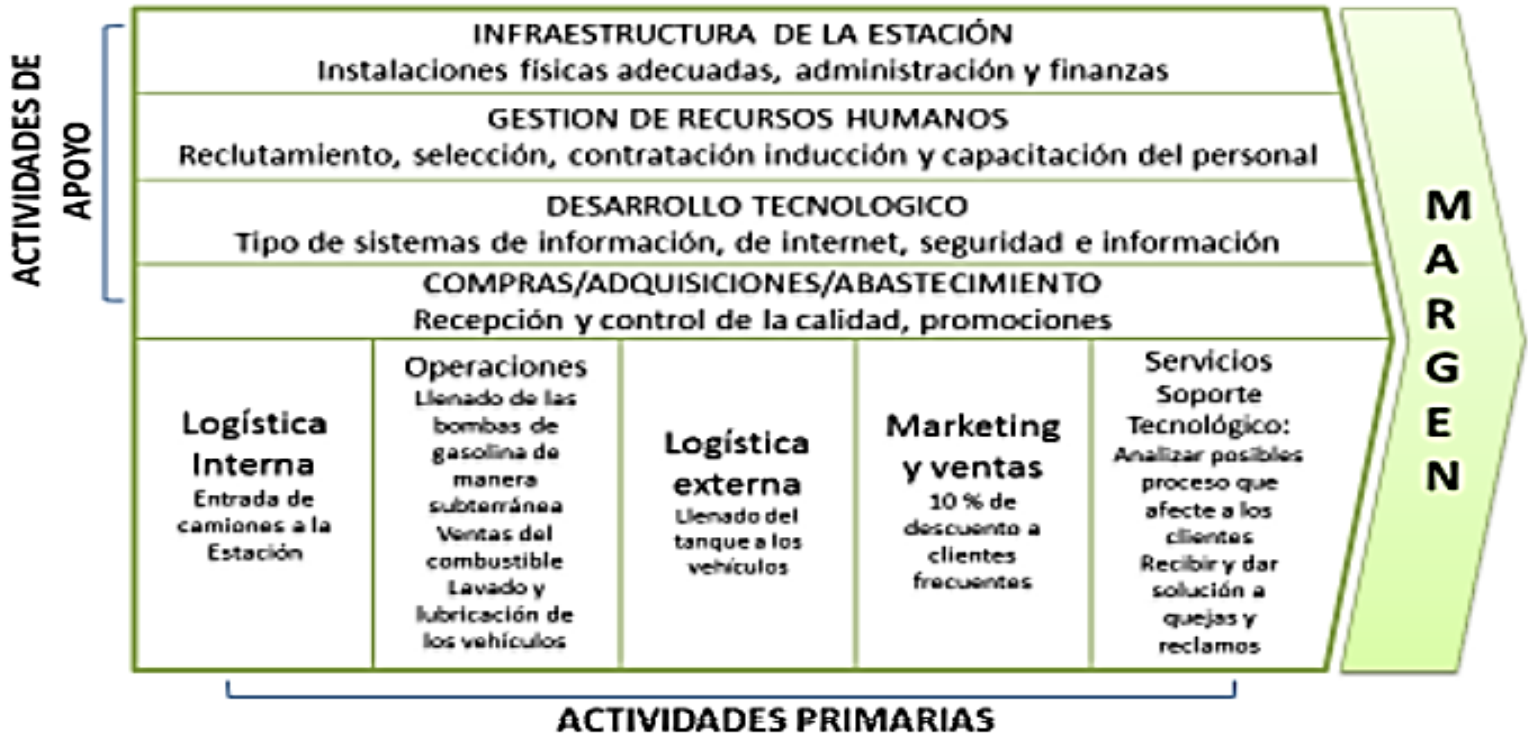 ACTIVIDADES DE
APOYO
INFRAESTRUCTURA DE LA ESTACIÓN
Instalaciones físicas adecuadas, administración y finanzas
GESTION DE RECURSOS HUMANOS
Reclutamiento, selección, contratación inducción y capacitación del personal
DESARROLLO TECNOLOGICO
Tipo de sistemas de información, de internet, seguridad e información
COMPRAS/ADQUISICIONES/ABASTECIMIENTO
Recepción y control de la calidad, promociones
Logística
Interna
Entrada de
camiones a la
Estación
Operaciones
Llenado de las
bombas de
gasolina de
manera
subterránea
Ventas del
combustible
Lavado y
lubricación de
los vehículos
Logística
externa
Llenado del
tanque a los
vehículos
Marketing
y ventas
10 % de
descuento a
clientes
frecuentes
Servicios
Soporte
Tecnológico:
Analizar posibles
proceso que
afecte a los
clientes
Recibir y dar
solución a
quejas y
reclamos
MARGEN
ACTIVIDADES PRIMARIAS